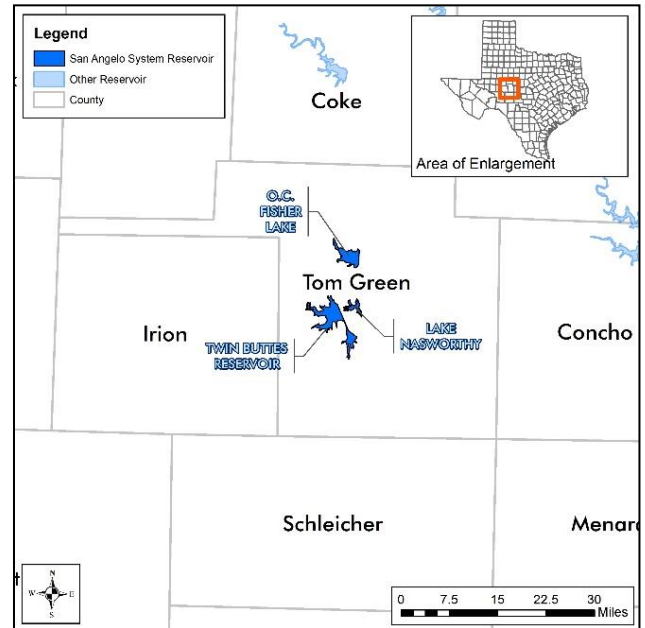 Legend
San Angelo System Reservoir
Other Reservoir
County
Coke
Area of Enlargement
O.C.
FISHER
LAKE
Tom Green
Irion
TWIN BUTTES
RESERVOIR
LAKE
NASWORTHY
Concho
Schleicher
Menard
N
W E
S
0 7.5 15 22.5 30
Miles